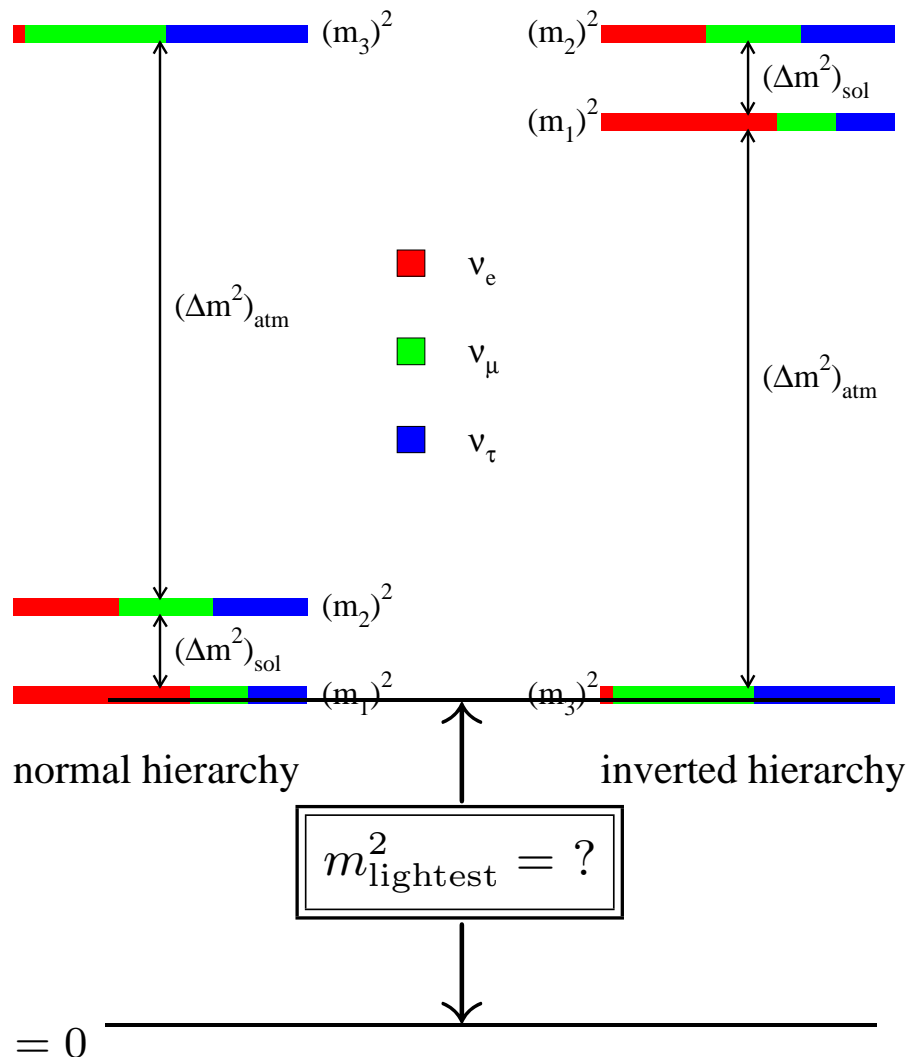 (m₃)²
(m₂)²
(Δm²)sol
(m₁)²
νe
(Δm²)atm
νμ
(Δm²)atm
ντ
(m₂)²
(Δm²)sol
(m₁)²
(m₃)²
normal hierarchy
inverted hierarchy
m²lightest = ?
= 0